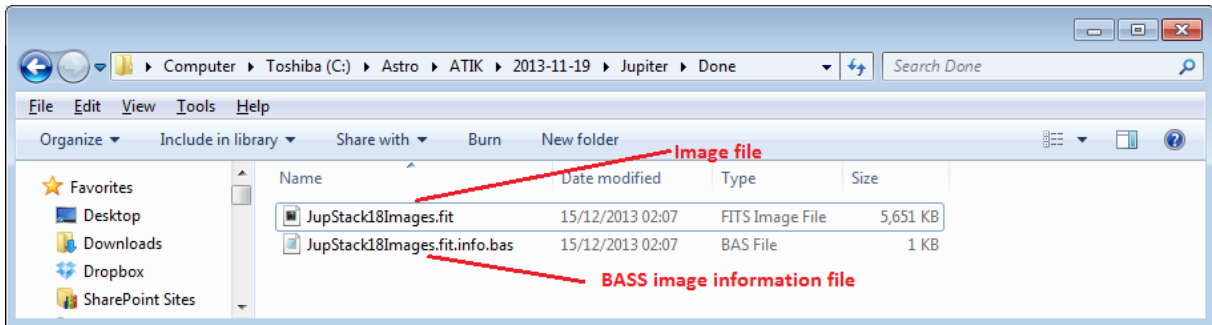 Computer Toshiba (C:) Astro ATIK 2013-11-19 Jupiter Done Search Done
File Edit View Tools Help
Organize Include in library Share with Burn New folder
Image file
Favorites Name Date modified Type Size
Desktop JupStack18Images.fit 15/12/2013 02:07 FITS Image File 5,651 KB
Downloads JupStack18Images.fit.info.bas 15/12/2013 02:07 BAS File 1 KB
Dropbox
BASS image information file
SharePoint Sites